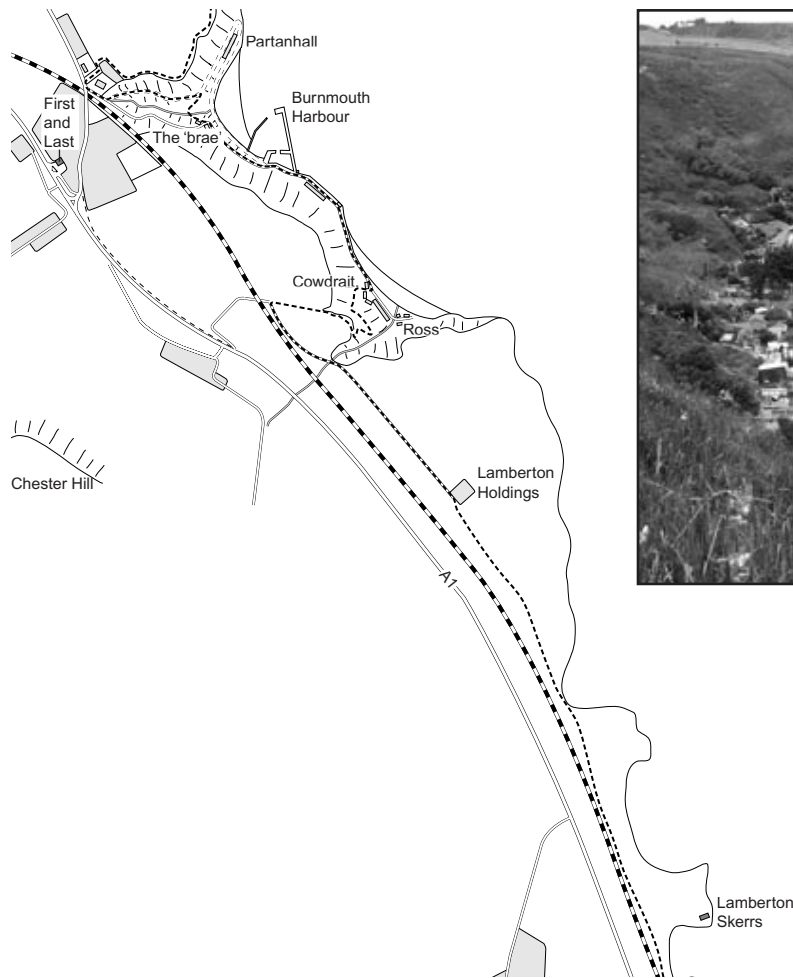 Partanhall
Burnmouth
Harbour
First
and
Last
The 'brae'
Cowdrait
Ross
Chester Hill
Lamberton
Holdings
A1
Lamberton
Skerrs